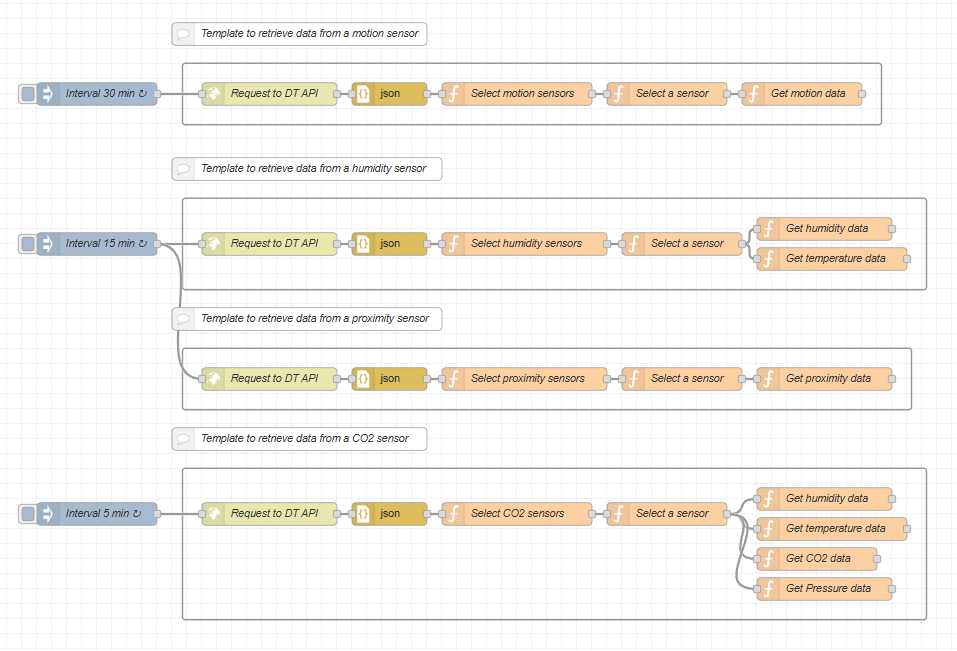 Template to retrieve data from a motion sensor
Interval 30 min ↻
Request to DT API
json
Select motion sensors
Select a sensor
Get motion data
Template to retrieve data from a humidity sensor
Interval 15 min ↻
Request to DT API
json
Select humidity sensors
Select a sensor
Get humidity data
Get temperature data
Template to retrieve data from a proximity sensor
Request to DT API
json
Select proximity sensors
Select a sensor
Get proximity data
Template to retrieve data from a CO2 sensor
Interval 5 min ↻
Request to DT API
json
Select CO2 sensors
Select a sensor
Get humidity data
Get temperature data
Get CO2 data
Get Pressure data